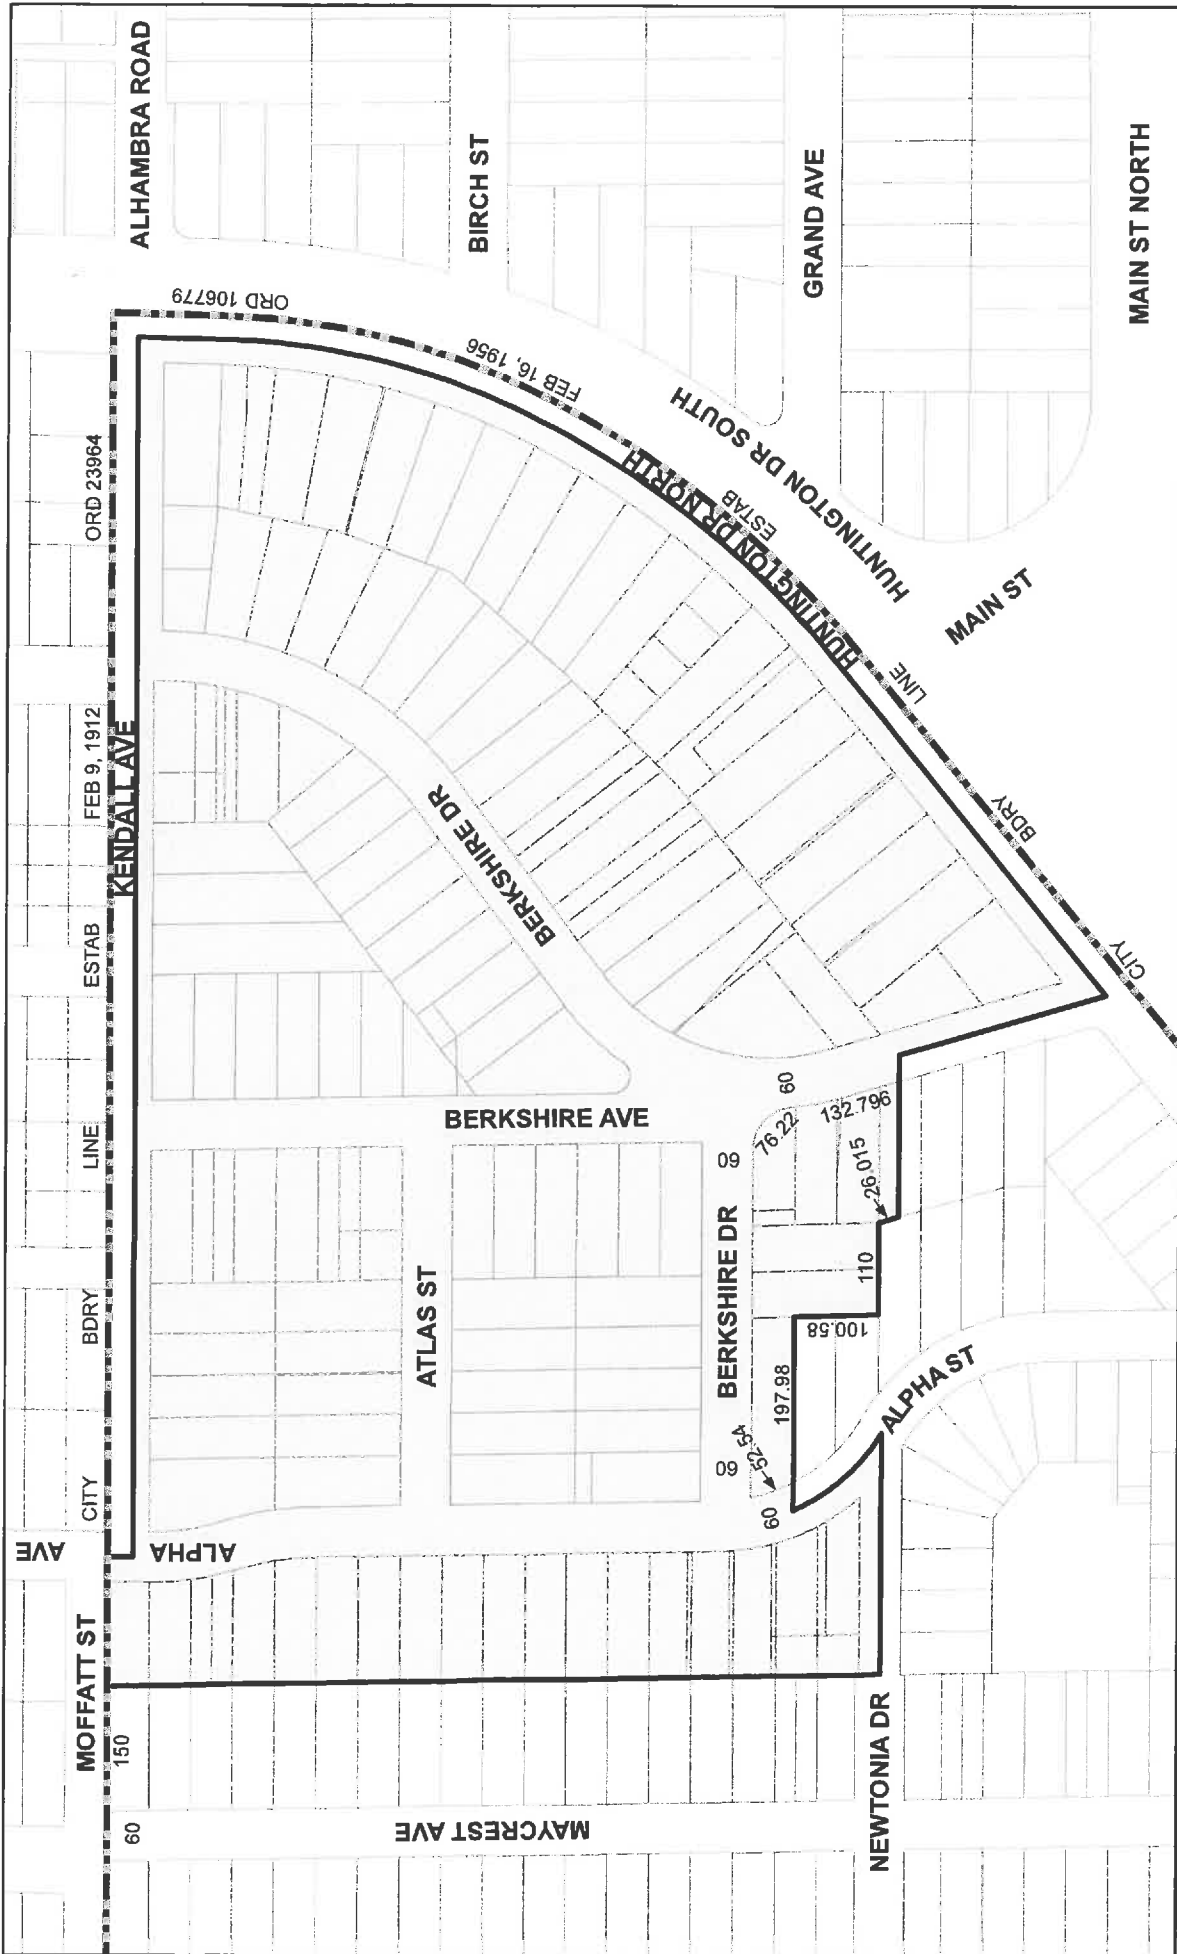 ALHAMBRA ROAD
BIRCH ST
GRAND AVE
MAIN ST NORTH
ORD 106779
FEB 16, 1956
ESTAB
LINE
BDRY
CITY
HUNTINGTON DR SOUTH
HUNTINGTON DR NORTH
MAIN ST
ORD 23964
FEB 9, 1912
ESTAB
LINE
BDRY
CITY
KENDALL AVE
BERKSHIRE DR
BERKSHIRE AVE
60
76.22
132.796
60
26.015
110
100.58
197.98
BERKSHIRE DR
ATLAS ST
52.54
60
60
ALPHA ST
AVE
ALPHA
MOFFATT ST
150
60
MAYCREST AVE
NEWTONIA DR